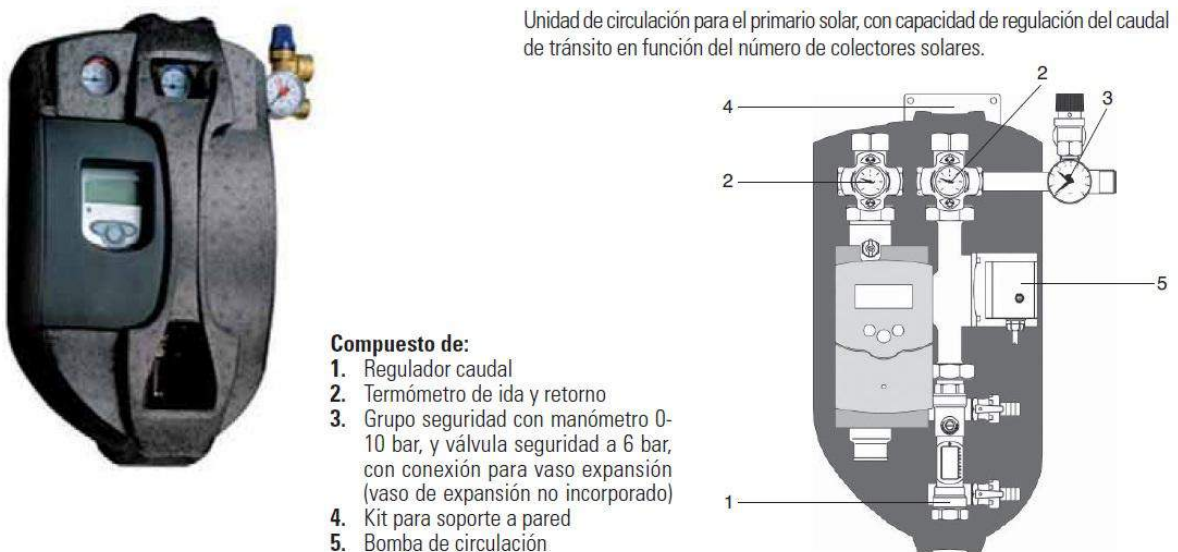 Unidad de circulación para el primario solar, con capacidad de regulación del caudal
de tránsito en función del número de colectores solares.
2
4
3
2
5
1
Compuesto de:
1. Regulador caudal
2. Termómetro de ida y retorno
3. Grupo seguridad con manómetro 0-
10 bar, y válvula seguridad a 6 bar,
con conexión para vaso expansión
(vaso de expansión no incorporado)
4. Kit para soporte a pared
5. Bomba de circulación